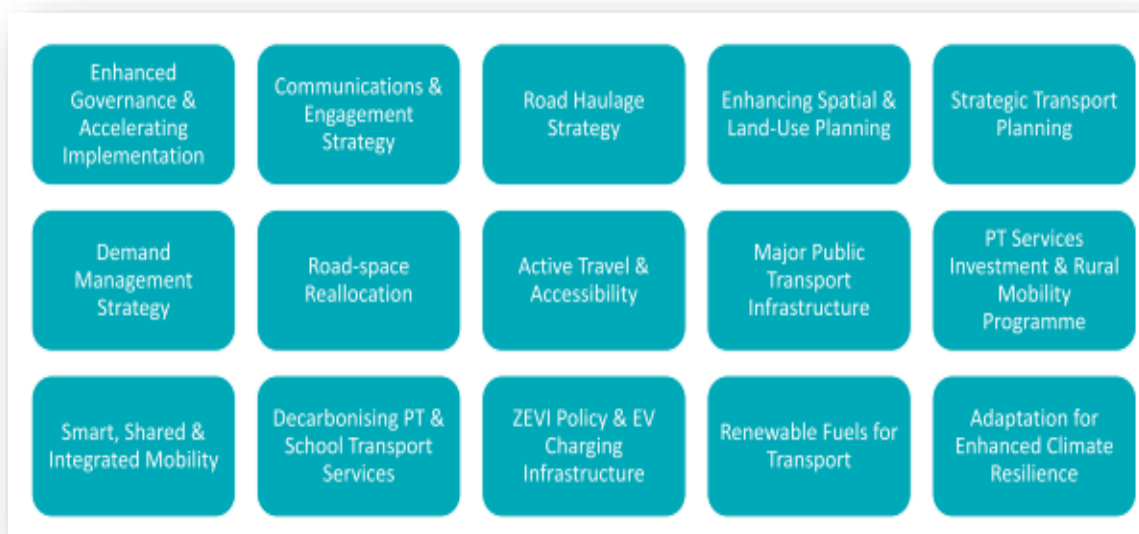 Enhanced
Governance &
Accelerating
Implementation
Communications &
Engagement
Strategy
Road Haulage
Strategy
Enhancing Spatial &
Land-Use Planning
Strategic Transport
Planning
Demand
Management
Strategy
Road-space
Reallocation
Active Travel &
Accessibility
Major Public
Transport
Infrastructure
PT Services
Investment & Rural
Mobility
Programme
Smart, Shared &
Integrated Mobility
Decarbonising PT &
School Transport
Services
ZEVI Policy & EV
Charging
Infrastructure
Renewable Fuels for
Transport
Adaptation for
Enhanced Climate
Resilience